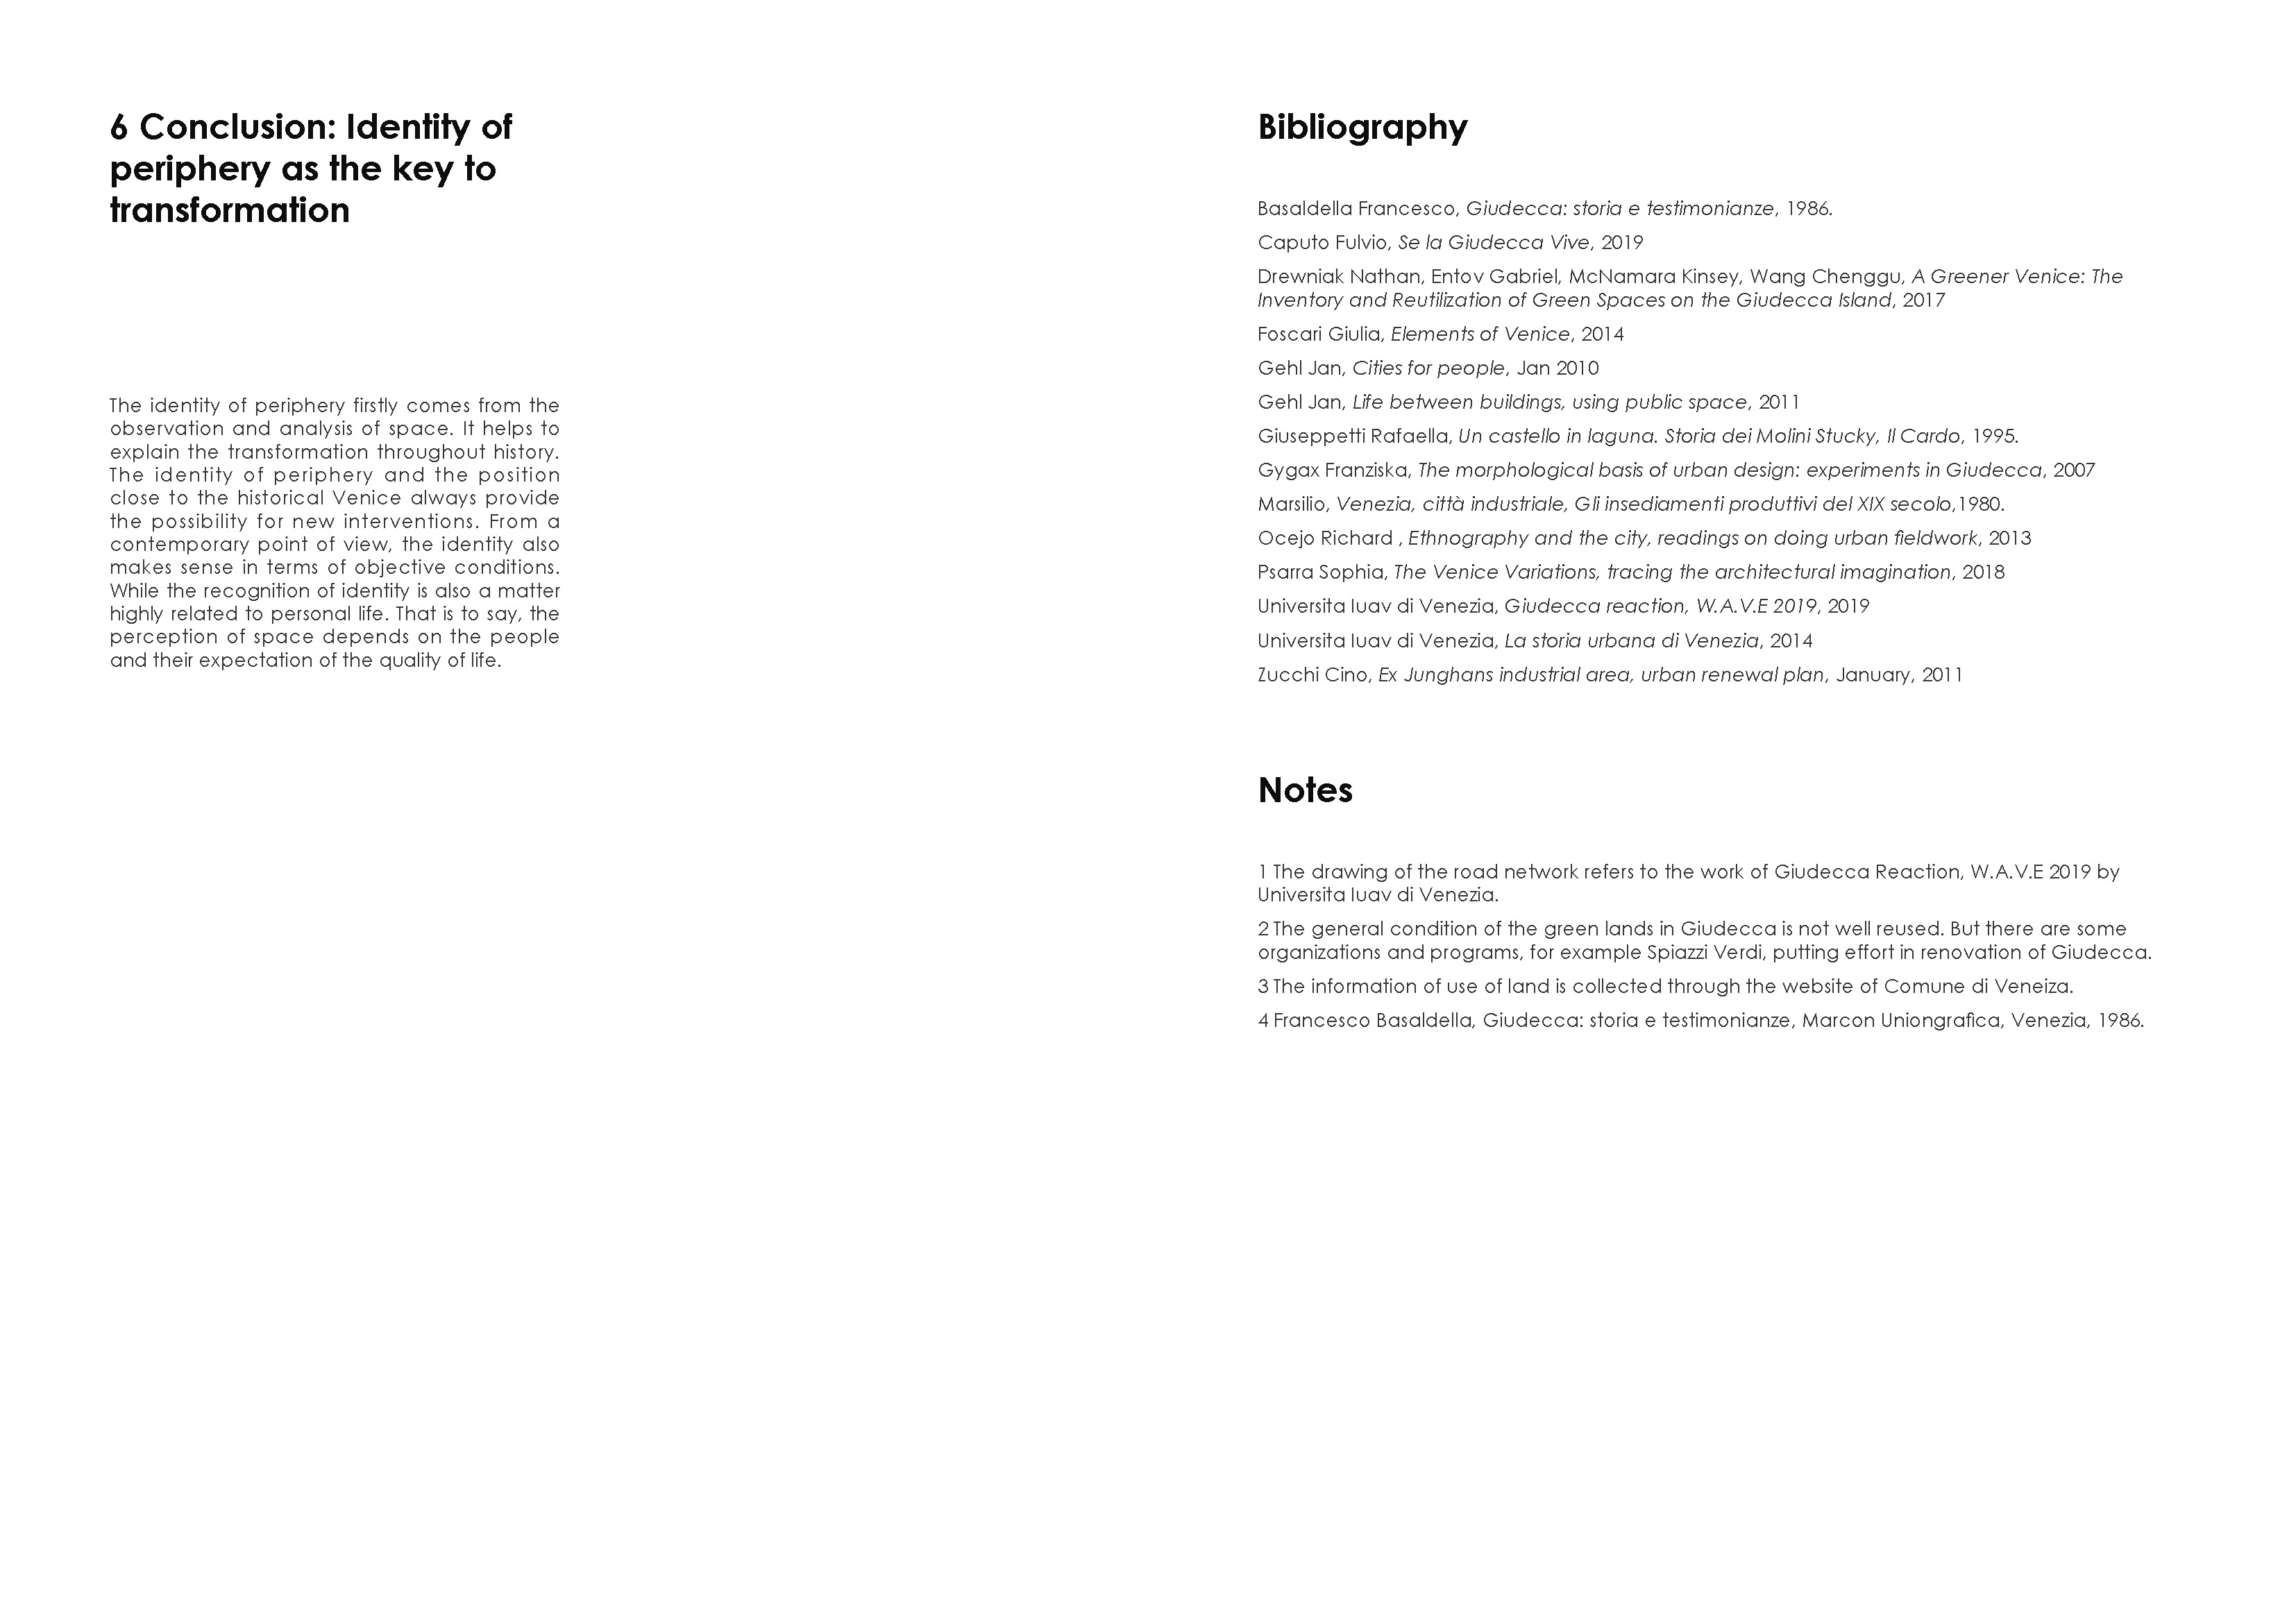 6 Conclusion: Identity of
periphery as the key to
transformation
The identity of periphery firstly comes from the
observation and analysis of space. It helps to
explain the transformation throughout history.
The identity of periphery and the position
close to the historical Venice always provide
the possibility for new interventions. From a
contemporary point of view, the identity also
makes sense in terms of objective conditions.
While the recognition of identity is also a matter
highly related to personal life. That is to say, the
perception of space depends on the people
and their expectation of the quality of life.
Bibliography
Basaldella Francesco, Giudecca: storia e testimonianze, 1986.
Caputo Fulvio, Se la Giudecca Vive, 2019
Drewniak Nathan, Entov Gabriel, McNamara Kinsey, Wang Chenggu, A Greener Venice: The
Inventory and Reutilization of Green Spaces on the Giudecca Island, 2017
Foscari Giulia, Elements of Venice, 2014
Gehl Jan, Cities for people, Jan 2010
Gehl Jan, Life between buildings, using public space, 2011
Giuseppetti Rafaella, Un castello in laguna. Storia dei Molini Stucky, Il Cardo, 1995.
Gygax Franziska, The morphological basis of urban design: experiments in Giudecca, 2007
Marsilio, Venezia, città industriale, Gli insediamenti produttivi del XIX secolo,1980.
Ocejo Richard , Ethnography and the city, readings on doing urban fieldwork, 2013
Psarra Sophia, The Venice Variations, tracing the architectural imagination, 2018
Universita Iuav di Venezia, Giudecca reaction, W.A.V.E 2019, 2019
Universita Iuav di Venezia, La storia urbana di Venezia, 2014
Zucchi Cino, Ex Junghans industrial area, urban renewal plan, January, 2011
Notes
1 The drawing of the road network refers to the work of Giudecca Reaction, W.A.V.E 2019 by
Universita Iuav di Venezia.
2 The general condition of the green lands in Giudecca is not well reused. But there are some
organizations and programs, for example Spiazzi Verdi, putting effort in renovation of Giudecca.
3 The information of use of land is collected through the website of Comune di Veneiza.
4 Francesco Basaldella, Giudecca: storia e testimonianze, Marcon Uniongrafica, Venezia, 1986.